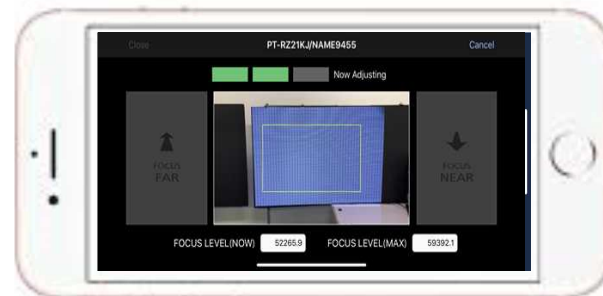 Close PT-RZ21KJ/NAME9455 Cancel
Now Adjusting
FOCUS FAR
FOCUS NEAR
FOCUS LEVEL(NOW) 52265.9 FOCUS LEVEL(MAX) 59392.1